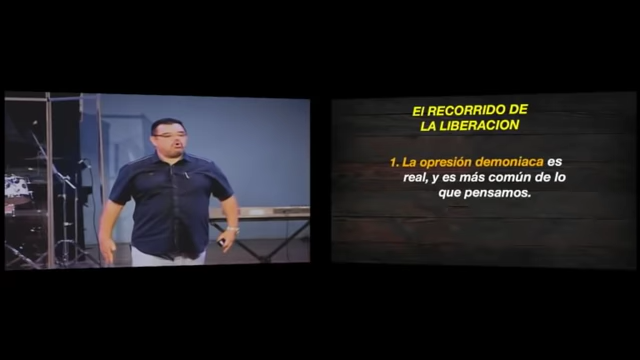 El RECORRIDO DE
LA LIBERACION
1. La opresión demoniaca es
real, y es más común de lo
que pensamos.